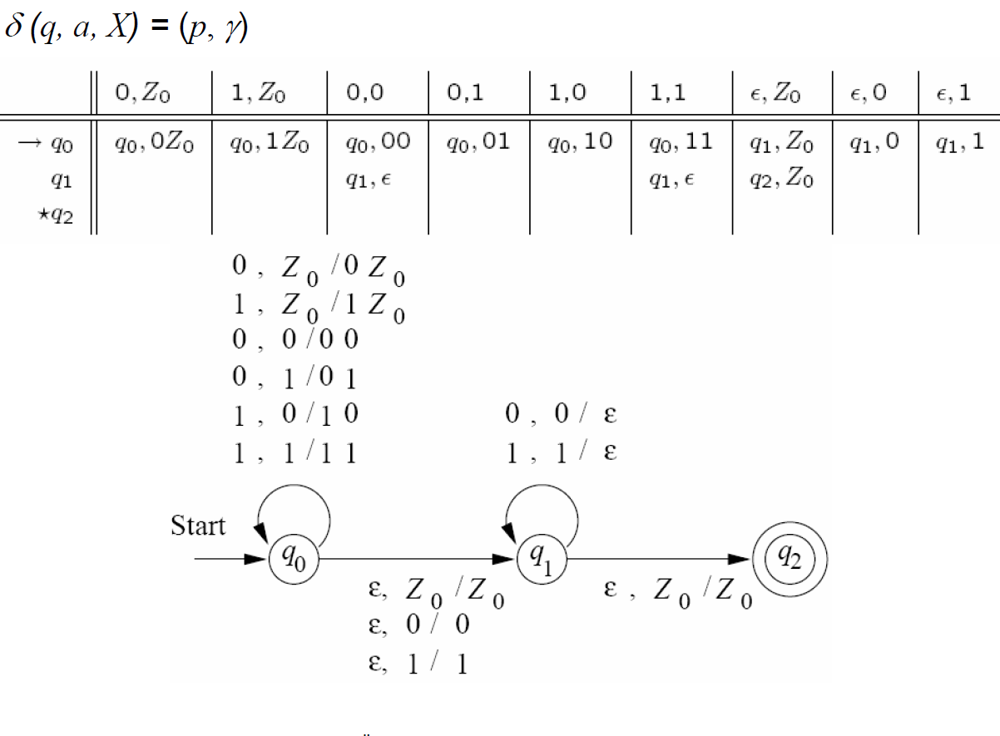 δ (q, a, X) = (p, γ)
0, Z₀ 1, Z₀ 0,0 0,1 1,0 1,1 ϵ, Z₀ ϵ, 0 ϵ, 1
→ q₀ q₀, 0Z₀ q₀, 1Z₀ q₀, 00 q₀, 01 q₀, 10 q₀, 11 q₁, Z₀ q₁, 0 q₁, 1
q₁ q₁, ϵ q₁, ϵ q₂, Z₀
⋆q₂
0 , Z₀ /0 Z₀
1 , Z₀ /1 Z₀
0 , 0 /0 0
0 , 1 /0 1
1 , 0 /1 0
1 , 1 /1 1
0 , 0 / ε
1 , 1 / ε
Start
q₀ q₁ q₂
ε, Z₀ /Z₀ ε , Z₀ /Z₀
ε, 0 / 0
ε, 1 / 1